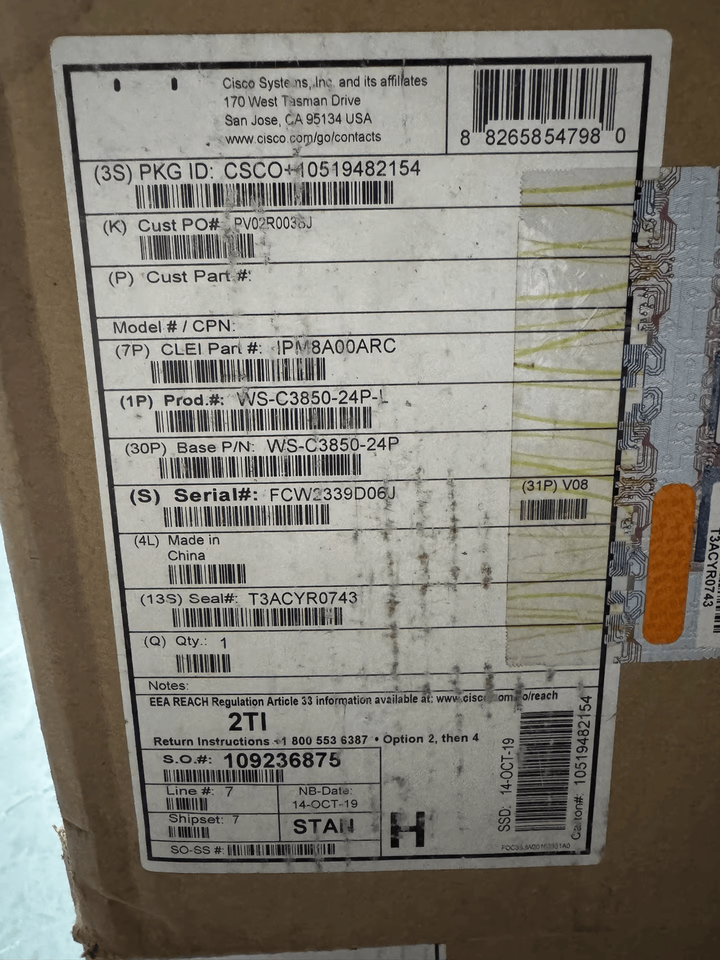 Cisco Systems, Inc. and its affiliates
170 West Tasman Drive
San Jose, CA 95134 USA
www.cisco.com/go/contacts
8 82658 54798 0
(3S) PKG ID: CSCO+10519482154
(K) Cust PO#
(P) Cust Part #:
Model # / CPN:
(7P) CLEI Part #: IPM8A00ARC
(1P) Prod.#: WS-C3850-24P-L
(30P) Base P/N: WS-C3850-24P
(S) Serial#: FCW2339D06J
(31P) V08
(4L) Made in
China
(13S) Seal#: T3ACYR0743
(Q) Qty.: 1
Notes:
EEA REACH Regulation Article 33 information available at: www.cisco.com/go/reach
2TI
Return Instructions +1 800 553 6387 • Option 2, then 4
S.O.#: 109236875
Line #: 7
NB-Date:
14-OCT-19
Shipset: 7
STAN
H
SO-SS #:
SSD: 14-OCT-19
Carton#: 10519482154
T3ACYR0743